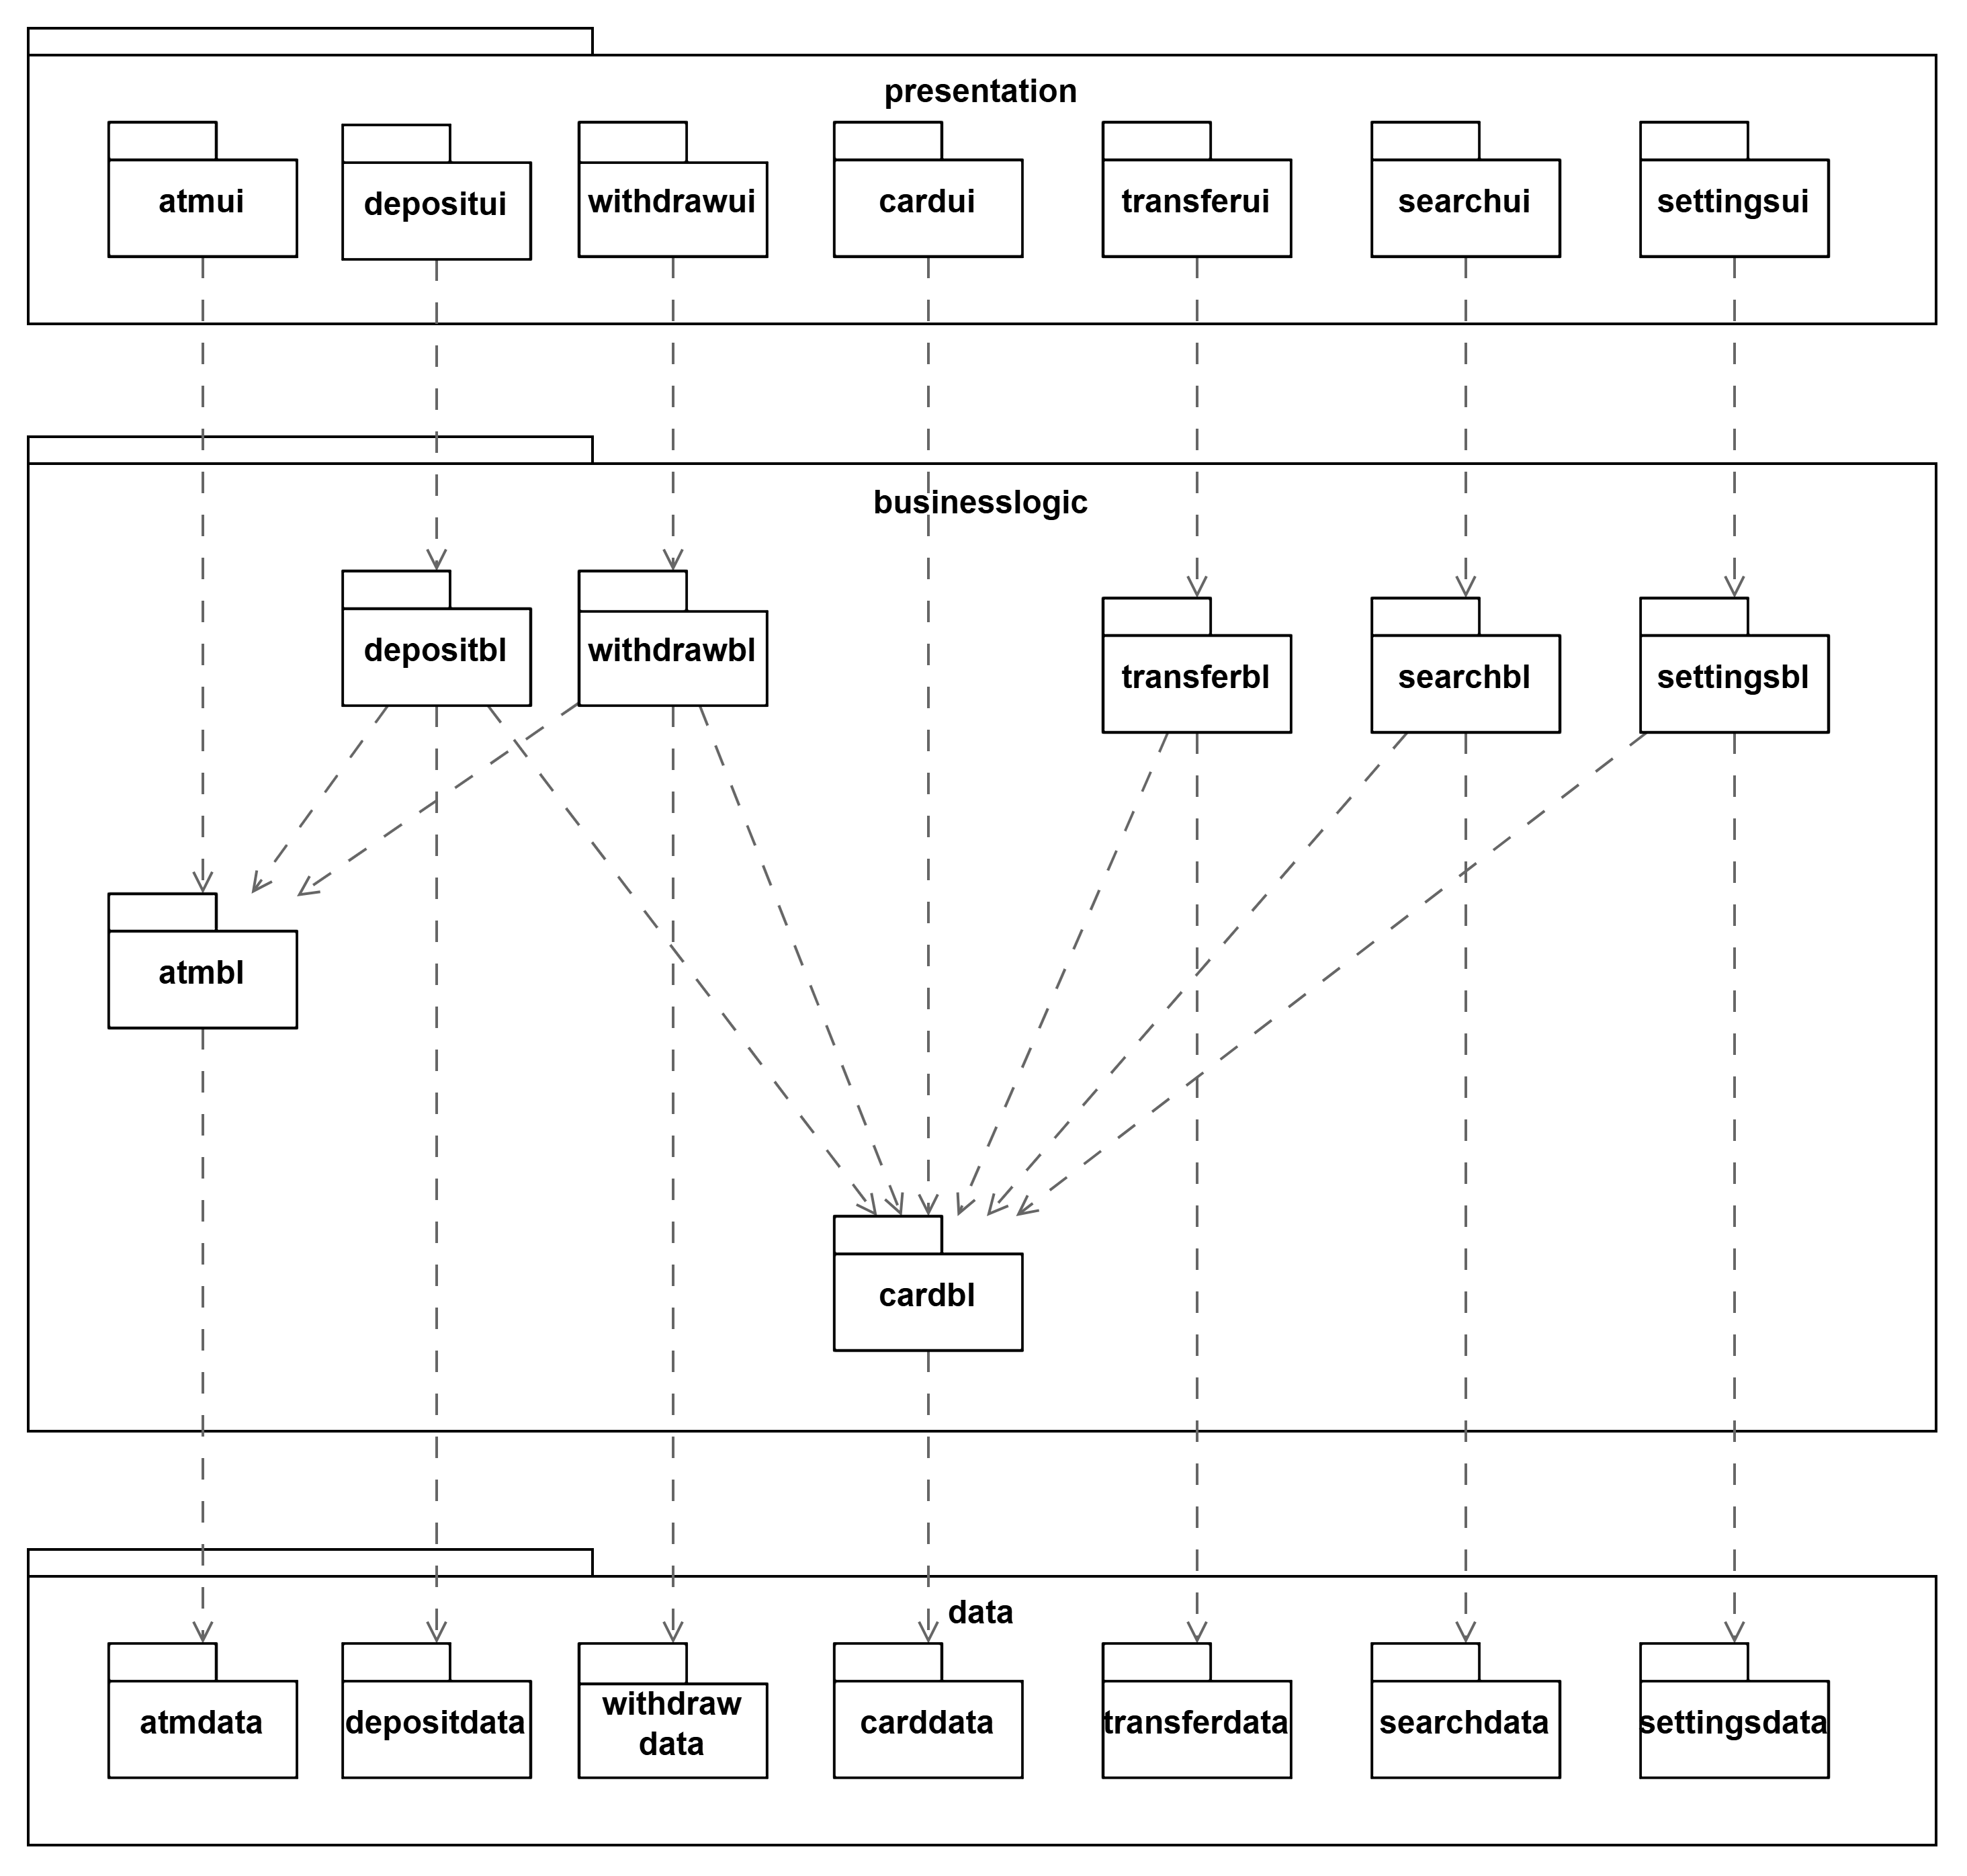 presentation
atmui
depositui
withdrawui
cardui
transferui
searchui
settingsui
businesslogic
depositbl
withdrawbl
transferbl
searchbl
settingsbl
atmbl
cardbl
data
atmdata
depositdata
withdraw
data
carddata
transferdata
searchdata
settingsdata